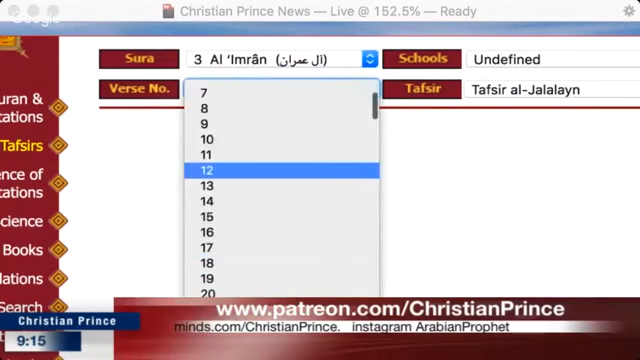 Christian Prince News — Live @ 152.5% — Ready
Google
Sura
3 Al 'Imrân (آل عمران)
Schools
Undefined
Verse No.
Tafsir
Tafsir al-Jalalayn
uran &
tations
Tafsirs
ence of
tations
cience
Books
lations
Search
7
8
9
10
11
12
13
14
15
16
17
18
19
20
www.patreon.com/ChristianPrince
Christian Prince
minds.com/ChristianPrince. instagram ArabianProphet
9:15